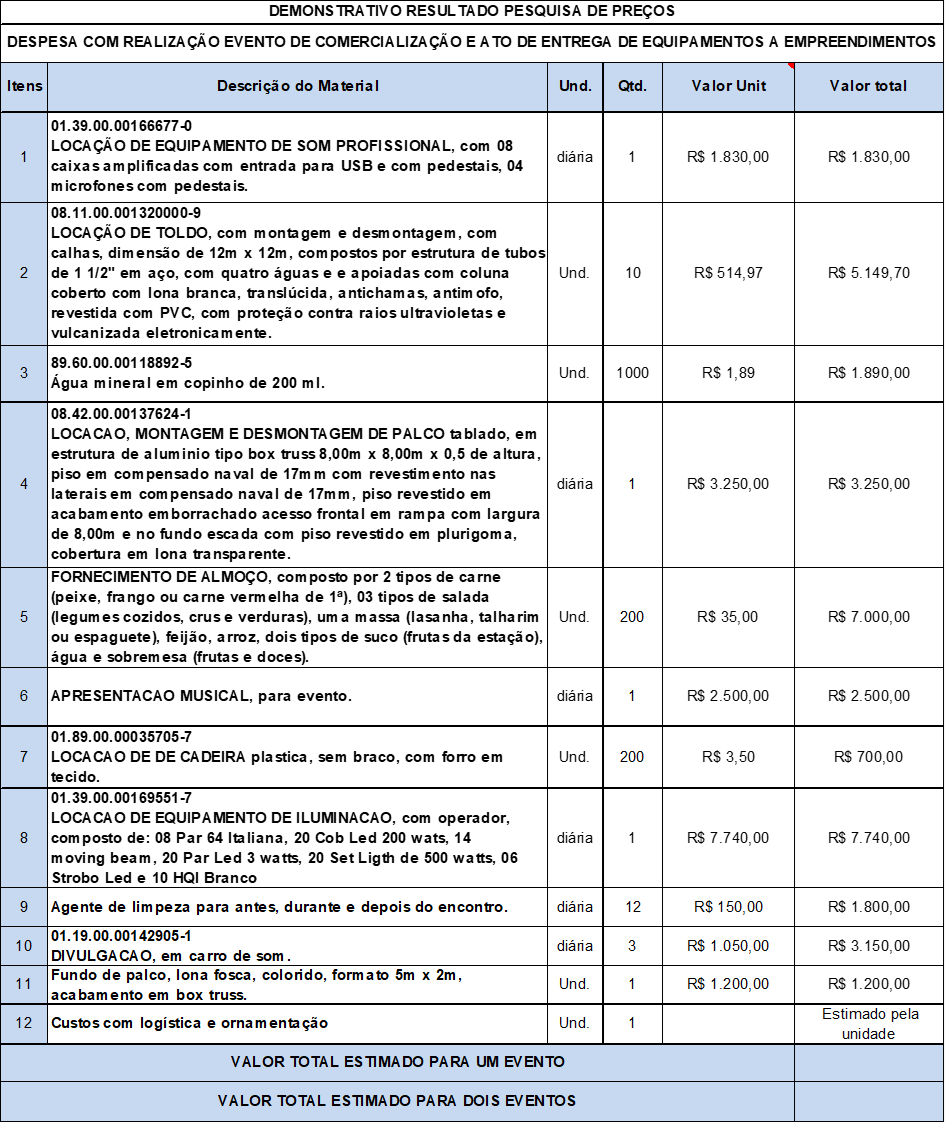 DEMONSTRATIVO RESULTADO PESQUISA DE PREÇOS
DESPESA COM REALIZAÇÃO EVENTO DE COMERCIALIZAÇÃO E ATO DE ENTREGA DE EQUIPAMENTOS A EMPREENDIMENTOS
Itens Descrição do Material Und. Qtd. Valor Unit Valor total
01.39.00.00166677-0
LOCAÇÃO DE EQUIPAMENTO DE SOM PROFISSIONAL, com 08
1 caixas amplificadas com entrada para USB e com pedestais, 04 diária 1 R$ 1.830,00 R$ 1.830,00
microfones com pedestais.
08.11.00.001320000-9
LOCAÇÃO DE TOLDO, com montagem e desmontagem, com
calhas, dimensão de 12m x 12m, compostos por estrutura de tubos
2 de 1 1/2" em aço, com quatro águas e e apoiadas com coluna Und. 10 R$ 514,97 R$ 5.149,70
coberto com lona branca, translúcida, antichamas, antimofo,
revestida com PVC, com proteção contra raios ultravioletas e
vulcanizada eletronicamente.
89.60.00.00118892-5
3 Água mineral em copinho de 200 ml. Und. 1000 R$ 1,89 R$ 1.890,00
08.42.00.00137624-1
LOCACAO, MONTAGEM E DESMONTAGEM DE PALCO tablado, em
estrutura de aluminio tipo box truss 8,00m x 8,00m x 0,5 de altura,
piso em compensado naval de 17mm com revestimento nas
4 laterais em compensado naval de 17mm, piso revestido em diária 1 R$ 3.250,00 R$ 3.250,00
acabamento emborrachado acesso frontal em rampa com largura
de 8,00m e no fundo escada com piso revestido em plurigoma,
cobertura em lona transparente.
FORNECIMENTO DE ALMOÇO, composto por 2 tipos de carne
(peixe, frango ou carne vermelha de 1ª), 03 tipos de salada
5 (legumes cozidos, crus e verduras), uma massa (lasanha, talharim Und. 200 R$ 35,00 R$ 7.000,00
ou espaguete), feijão, arroz, dois tipos de suco (frutas da estação),
água e sobremesa (frutas e doces).
6 APRESENTACAO MUSICAL, para evento. diária 1 R$ 2.500,00 R$ 2.500,00
01.89.00.00035705-7
7 LOCACAO DE DE CADEIRA plastica, sem braco, com forro em Und. 200 R$ 3,50 R$ 700,00
tecido.
01.39.00.00169551-7
LOCACAO DE EQUIPAMENTO DE ILUMINACAO, com operador,
8 composto de: 08 Par 64 Italiana, 20 Cob Led 200 wats, 14 diária 1 R$ 7.740,00 R$ 7.740,00
moving beam, 20 Par Led 3 watts, 20 Set Ligth de 500 watts, 06
Strobo Led e 10 HQI Branco
9 Agente de limpeza para antes, durante e depois do encontro. diária 12 R$ 150,00 R$ 1.800,00
01.19.00.00142905-1
10 DIVULGACAO, em carro de som. diária 3 R$ 1.050,00 R$ 3.150,00
Fundo de palco, lona fosca, colorido, formato 5m x 2m,
11 acabamento em box truss. Und. 1 R$ 1.200,00 R$ 1.200,00
12 Custos com logística e ornamentação Und. 1 Estimado pela
unidade
VALOR TOTAL ESTIMADO PARA UM EVENTO
VALOR TOTAL ESTIMADO PARA DOIS EVENTOS